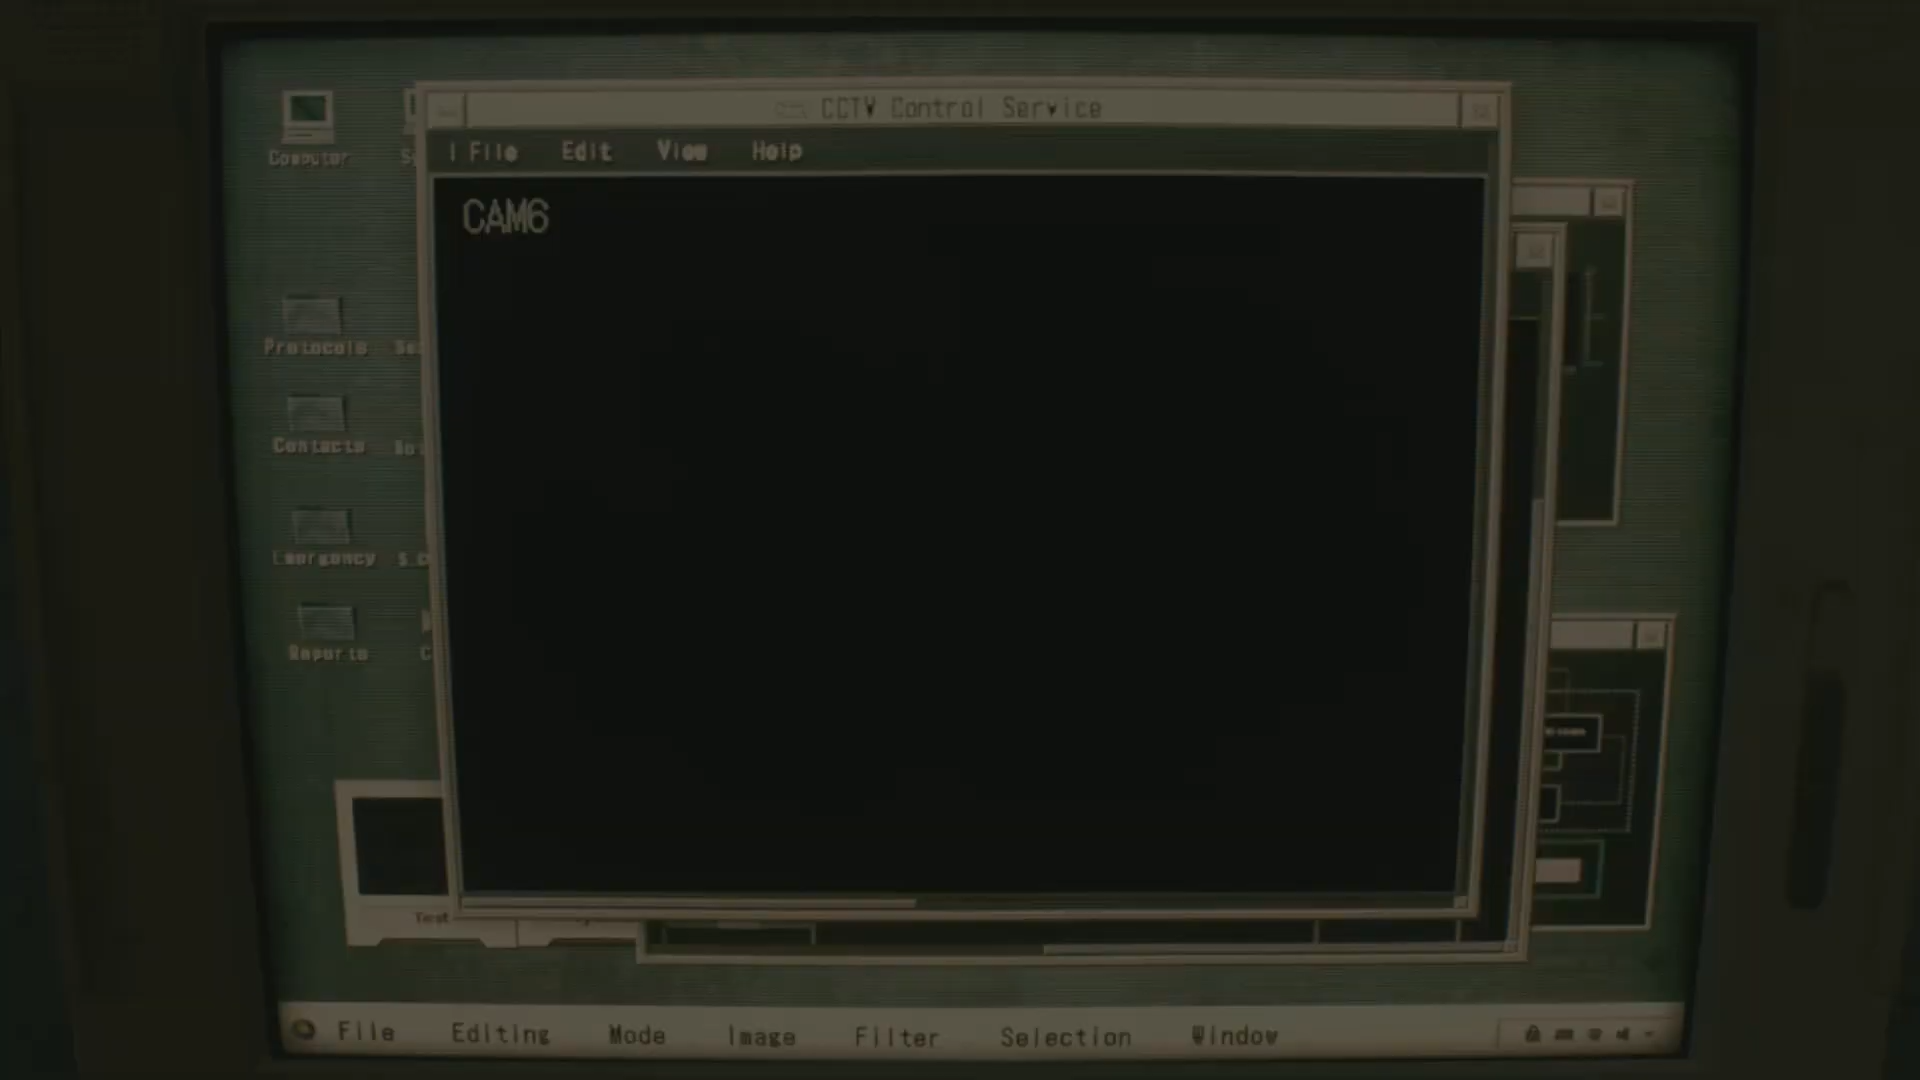 CCTV Control Service
File Edit View Help
CAM6
Computer
Protocols
Contacts
Emergency
Reports
Test
File Editing Mode Image Filter Selection Window